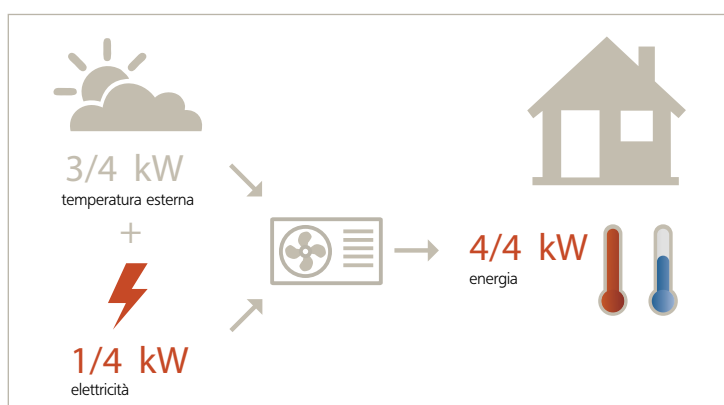 3/4 kW
temperatura esterna
+
1/4 kW
elettricità
4/4 kW
energia